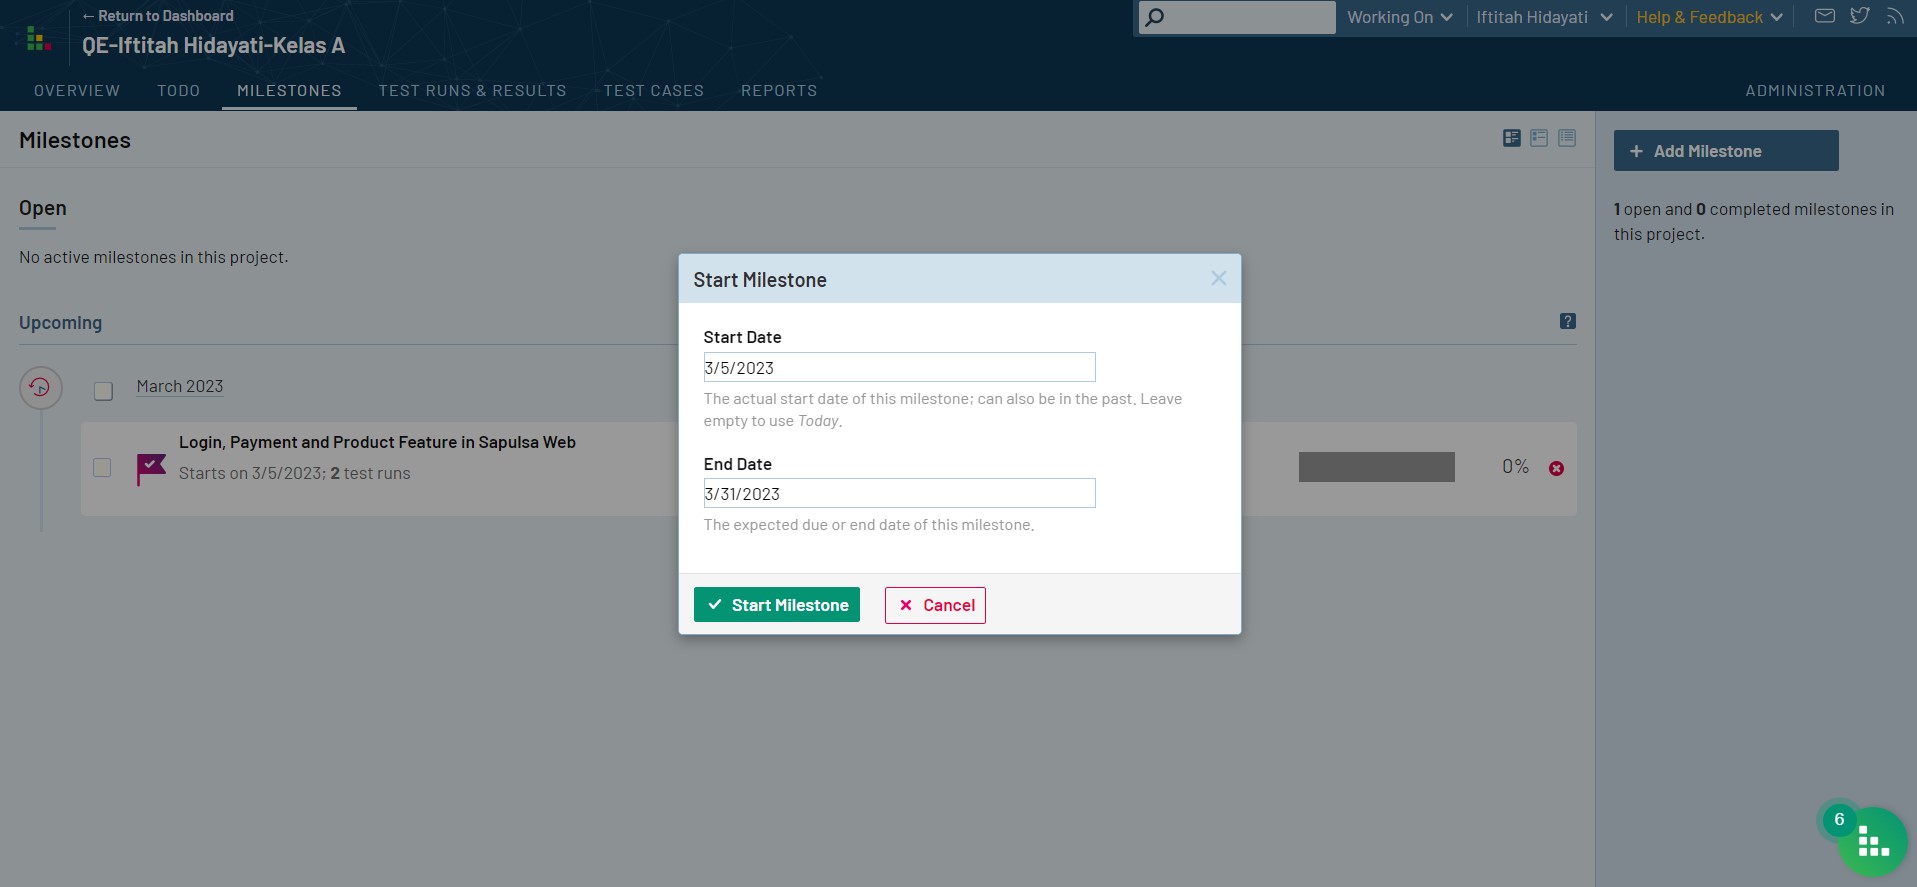 ← Return to Dashboard
QE-Iftitah Hidayati-Kelas A
Working On
Iftitah Hidayati
Help & Feedback
OVERVIEW
TODO
MILESTONES
TEST RUNS & RESULTS
TEST CASES
REPORTS
ADMINISTRATION
Milestones
+ Add Milestone
1 open and 0 completed milestones in
this project.
Open
No active milestones in this project.
Upcoming
?
March 2023
Login, Payment and Product Feature in Sapulsa Web
Starts on 3/5/2023; 2 test runs
0%
Start Milestone
Start Date
3/5/2023
The actual start date of this milestone; can also be in the past. Leave
empty to use Today.
End Date
3/31/2023
The expected due or end date of this milestone.
Start Milestone
Cancel
6